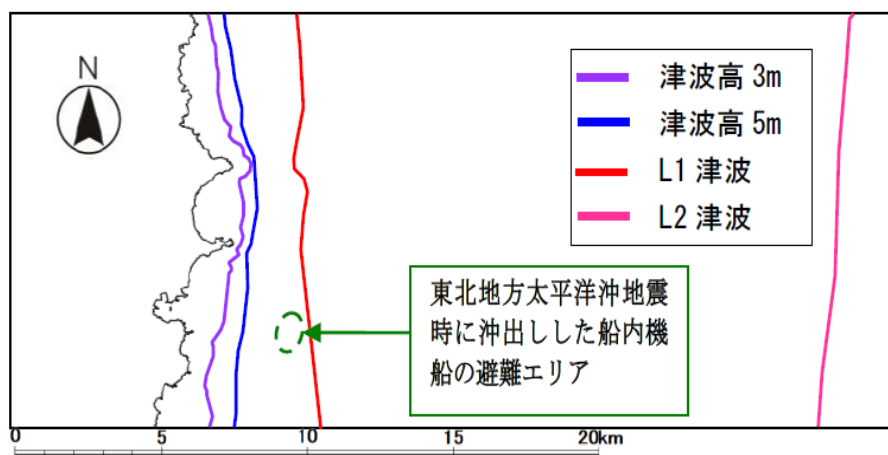 N
津波高 3m
津波高 5m
L1 津波
L2 津波
東北地方太平洋沖地震
時に沖出しした船内機
船の避難エリア
0 5 10 15 20km